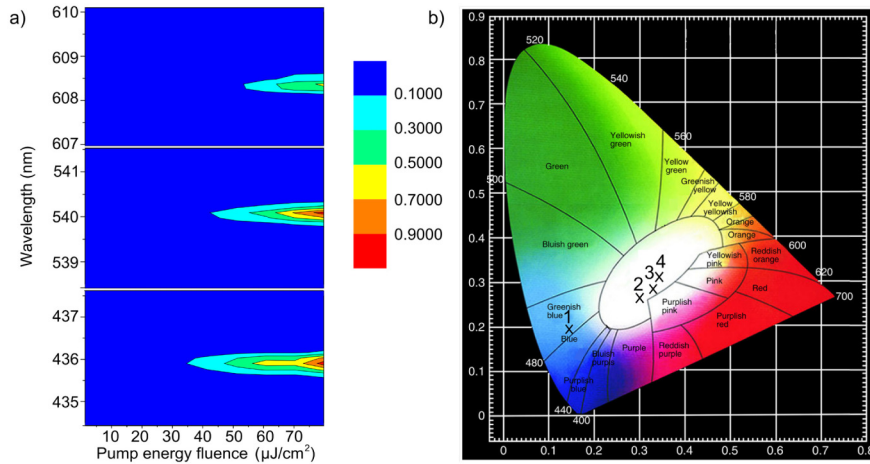 a)
610
609
608
607
541
540
539
437
436
435
Wavelength (nm)
10 20 30 40 50 60 70
Pump energy fluence (µJ/cm²)
0.1000
0.3000
0.5000
0.7000
0.9000
b)
0.9
0.8
0.7
0.6
0.5
0.4
0.3
0.2
0.1
0
0 0.1 0.2 0.3 0.4 0.5 0.6 0.7 0.8
520
540
560
580
600
620
700
500
480
440
400
Yellowish
green
Green
Yellow
green
Greenish
yellow
Yellow
yellowish
Orange
Orange
Bluish green
Reddish
orange
Yellowish
pink
Pink
Red
Purplish
pink
Purplish
red
Greenish
blue
Blue
Purple
Reddish
purple
Bluish
Purplish
blue
1
2
3
4